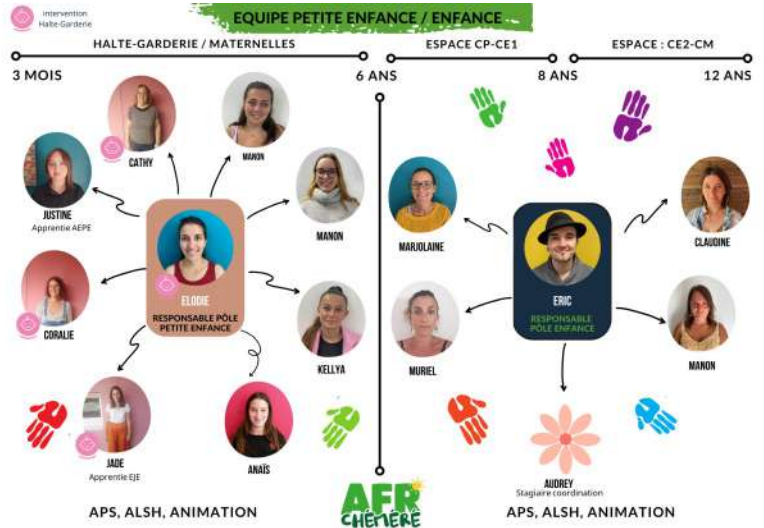 intervention
Halte-Garderie
EQUIPE PETITE ENFANCE / ENFANCE
HALTE-GARDERIE / MATERNELLES
ESPACE CP-CE1
ESPACE : CE2-CM
3 MOIS
6 ANS
8 ANS
12 ANS
CATHY
MANON
JUSTINE
Apprentie AEPE
MANON
ELODIE
RESPONSABLE PÔLE
PETITE ENFANCE
CORALIE
KELLYA
JADE
Apprentie EJE
ANAÏS
APS, ALSH, ANIMATION
MARJOLAINE
CLAUDINE
ERIC
RESPONSABLE
PÔLE ENFANCE
MURIEL
MANON
AUDREY
Stagiaire coordination
AFR
CHÉMÉRÉ
APS, ALSH, ANIMATION